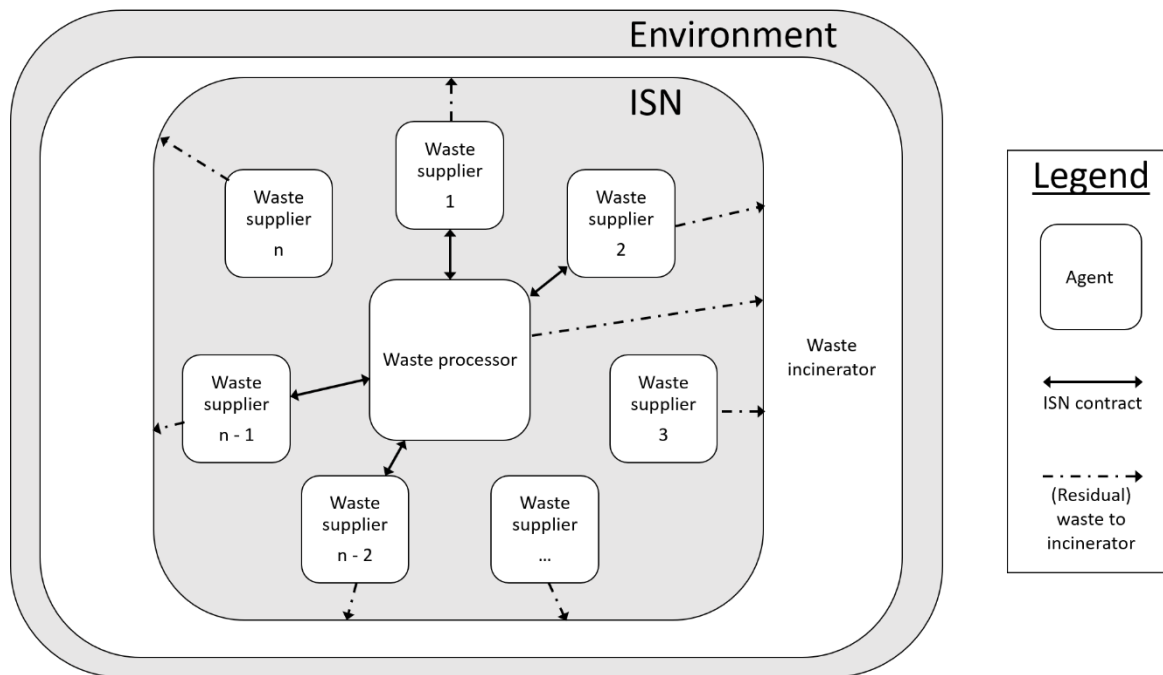 Environment
ISN
Waste
supplier
1
Waste
supplier
n
Waste
supplier
2
Waste processor
Waste
incinerator
Waste
supplier
n - 1
Waste
supplier
3
Waste
supplier
n - 2
Waste
supplier
...
Legend
Agent
ISN contract
(Residual)
waste to
incinerator